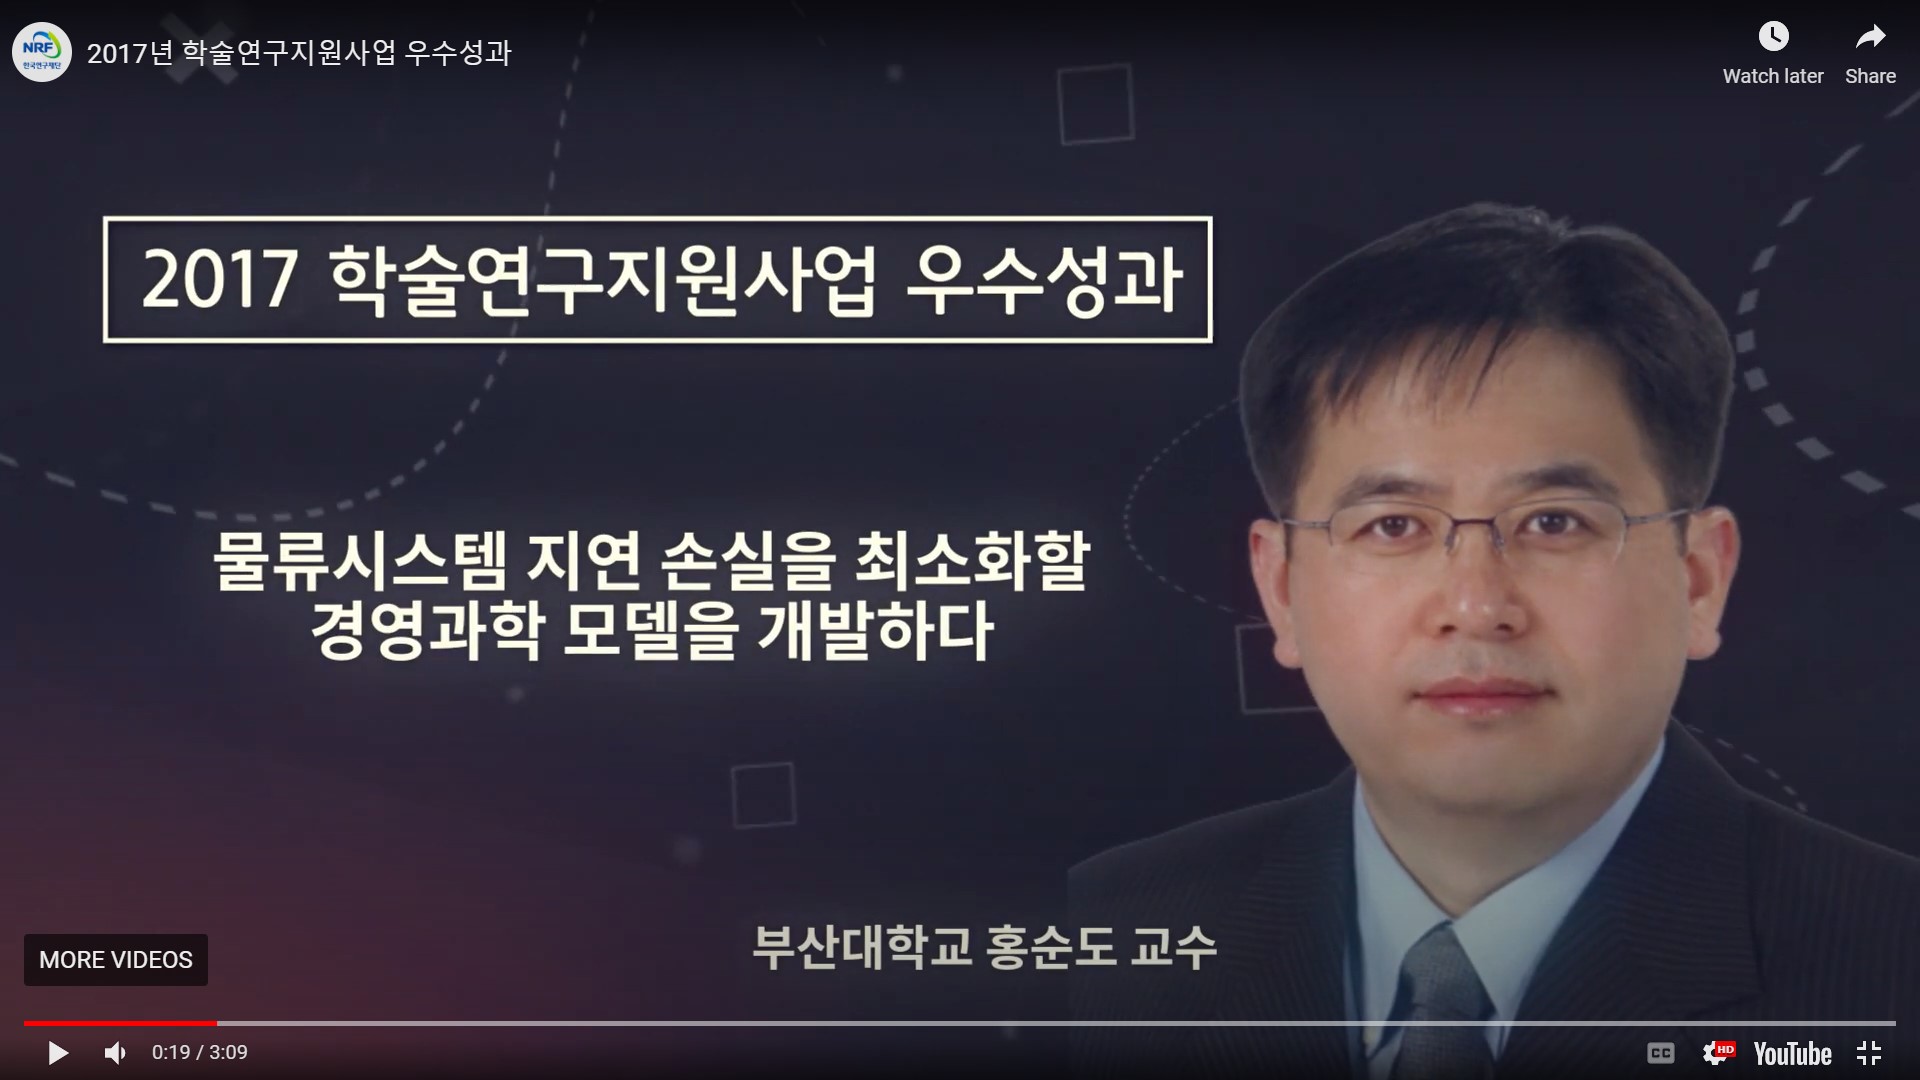 NRF
한국연구재단
2017년 학술연구지원사업 우수성과
Watch later
Share
2017 학술연구지원사업 우수성과
물류시스템 지연 손실을 최소화할
경영과학 모델을 개발하다
부산대학교 홍순도 교수
MORE VIDEOS
0:19 / 3:09
CC
HD
YouTube